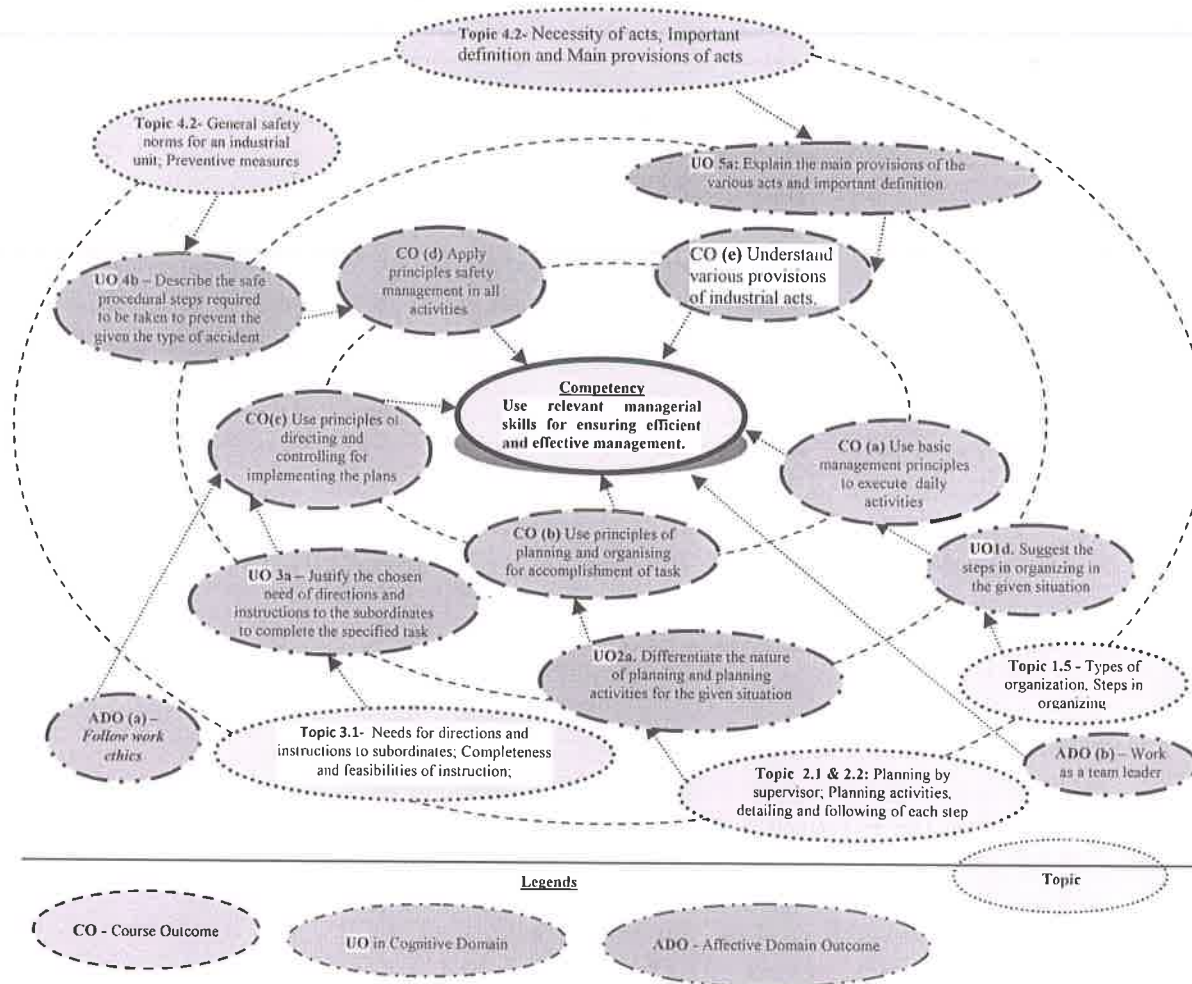 Topic 4.2- Necessity of acts, Important
definition and Main provisions of acts
Topic 4.2- General safety
norms for an industrial
unit; Preventive measures
UO 5a: Explain the main provisions of the
various acts and important definition
UO 4b – Describe the safe
procedural steps required
to be taken to prevent the
given the type of accident.
CO (d) Apply
principles safety
management in all
activities
CO (e) Understand
various provisions
of industrial acts.
Competency
Use relevant managerial
skills for ensuring efficient
and effective management.
CO(c) Use principles of
directing and
controlling for
implementing the plans
CO (a) Use basic
management principles
to execute daily
activities
CO (b) Use principles of
planning and organising
for accomplishment of task
UO1d. Suggest the
steps in organizing in
the given situation
UO 3a – Justify the chosen
need of directions and
instructions to the subordinates
to complete the specified task
UO2a. Differentiate the nature
of planning and planning
activities for the given situation
Topic 1.5 - Types of
organization, Steps in
organizing
ADO (a) –
Follow work
ethics
Topic 3.1- Needs for directions and
instructions to subordinates; Completeness
and feasibilities of instruction;
Topic 2.1 & 2.2: Planning by
supervisor; Planning activities,
detailing and following of each step
ADO (b) – Work
as a team leader
Legends
Topic
CO - Course Outcome
UO in Cognitive Domain
ADO - Affective Domain Outcome